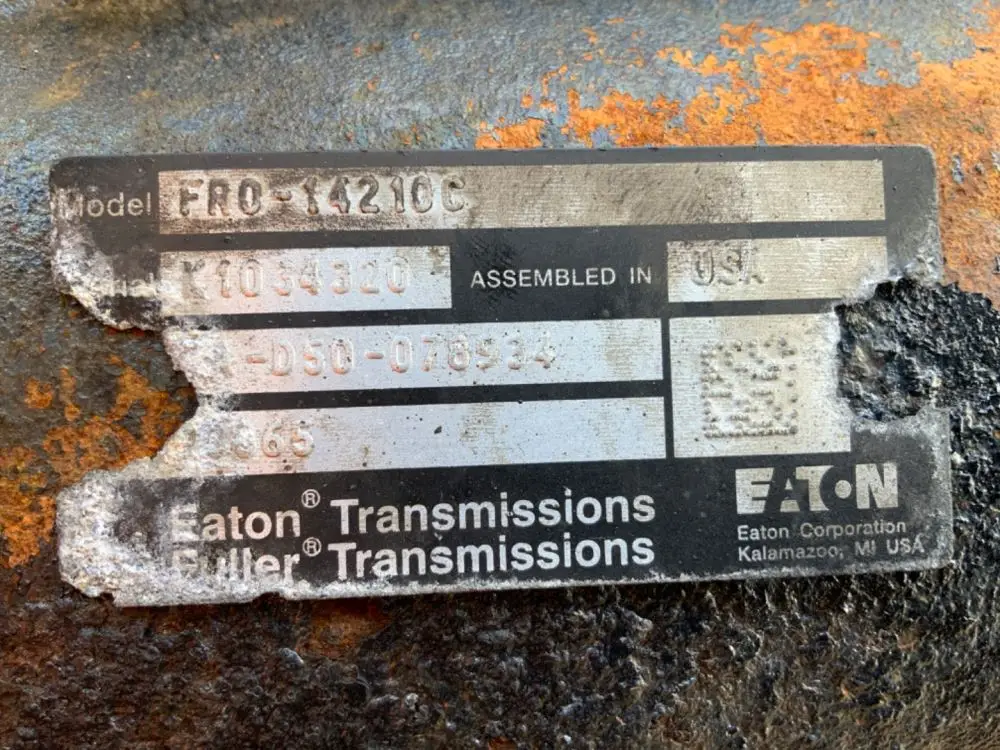 Model FRO-14210C
K1034320 ASSEMBLED IN USA
-D50-078934
Eaton® Transmissions
Fuller® Transmissions
EATON
Eaton Corporation
Kalamazoo, MI USA